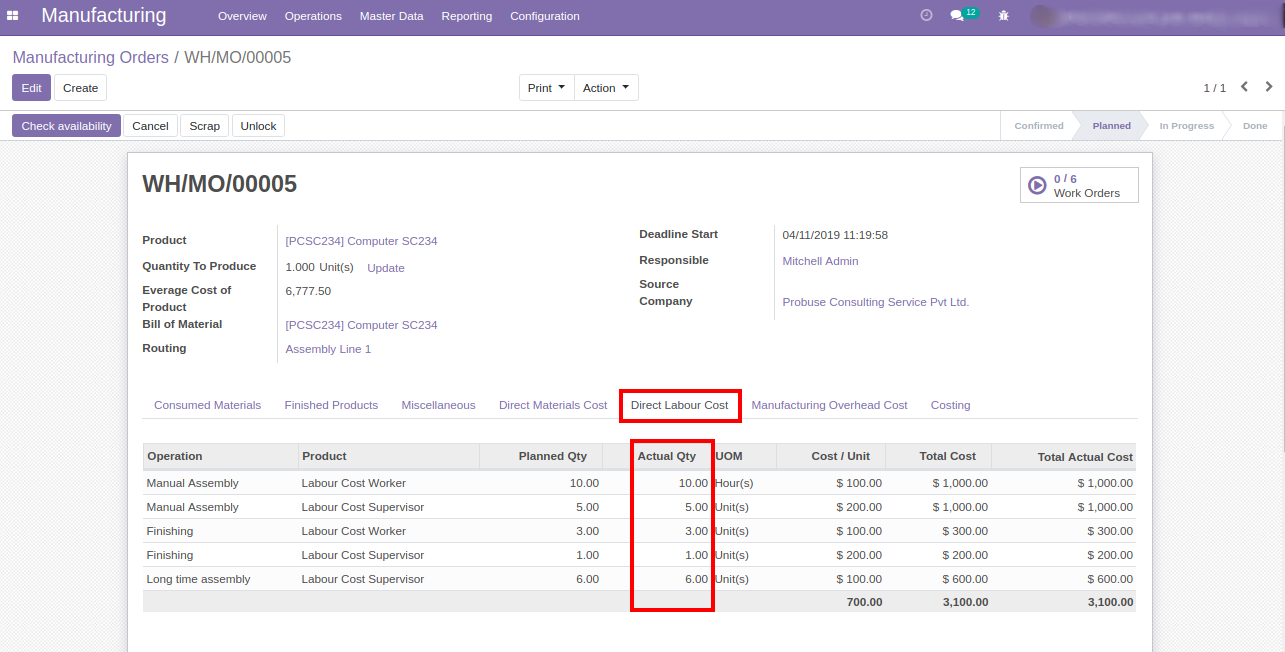 Manufacturing Overview Operations Master Data Reporting Configuration 12
Manufacturing Orders / WH/MO/00005
Edit Create Print Action 1 / 1
Check availability Cancel Scrap Unlock Confirmed Planned In Progress Done
WH/MO/00005
0 / 6
Work Orders
Product [PCSC234] Computer SC234
Quantity To Produce 1.000 Unit(s) Update
Everage Cost of
Product
6,777.50
Bill of Material [PCSC234] Computer SC234
Routing Assembly Line 1
Deadline Start 04/11/2019 11:19:58
Responsible Mitchell Admin
Source
Company Probuse Consulting Service Pvt Ltd.
Consumed Materials Finished Products Miscellaneous Direct Materials Cost Direct Labour Cost Manufacturing Overhead Cost Costing
Operation Product Planned Qty Actual Qty UOM Cost / Unit Total Cost Total Actual Cost
Manual Assembly Labour Cost Worker 10.00 10.00 Hour(s) $ 100.00 $ 1,000.00 $ 1,000.00
Manual Assembly Labour Cost Supervisor 5.00 5.00 Unit(s) $ 200.00 $ 1,000.00 $ 1,000.00
Finishing Labour Cost Worker 3.00 3.00 Unit(s) $ 100.00 $ 300.00 $ 300.00
Finishing Labour Cost Supervisor 1.00 1.00 Unit(s) $ 200.00 $ 200.00 $ 200.00
Long time assembly Labour Cost Supervisor 6.00 6.00 Unit(s) $ 100.00 $ 600.00 $ 600.00
700.00 3,100.00 3,100.00